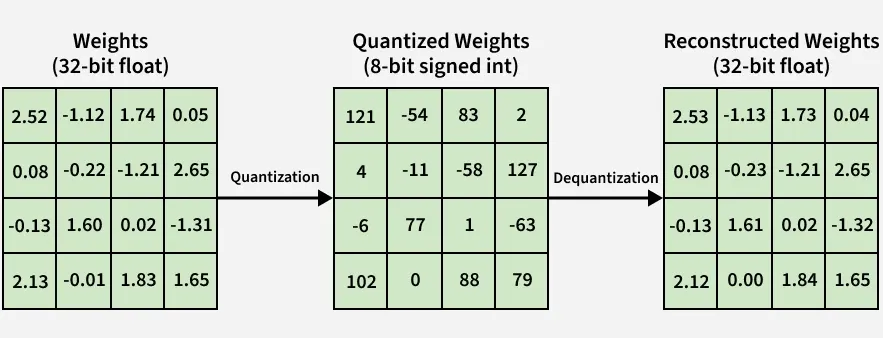 Weights
(32-bit float)
2.52 -1.12 1.74 0.05
0.08 -0.22 -1.21 2.65
-0.13 1.60 0.02 -1.31
2.13 -0.01 1.83 1.65
Quantization
Quantized Weights
(8-bit signed int)
121 -54 83 2
4 -11 -58 127
-6 77 1 -63
102 0 88 79
Dequantization
Reconstructed Weights
(32-bit float)
2.53 -1.13 1.73 0.04
0.08 -0.23 -1.21 2.65
-0.13 1.61 0.02 -1.32
2.12 0.00 1.84 1.65